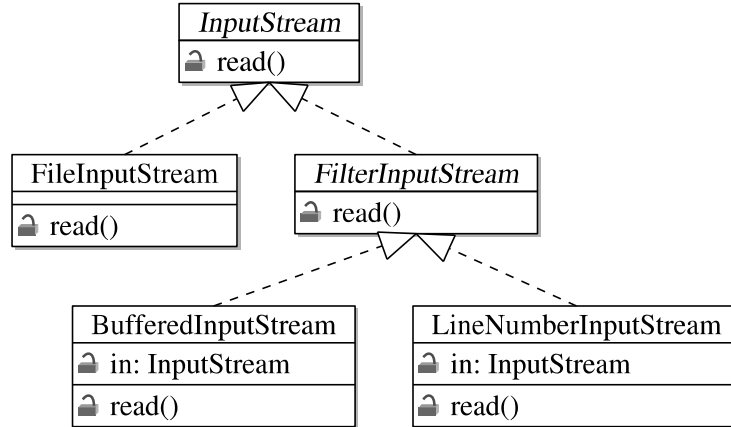 InputStream
read()
FileInputStream
FilterInputStream
read()
read()
BufferedInputStream
LineNumberInputStream
in: InputStream
in: InputStream
read()
read()